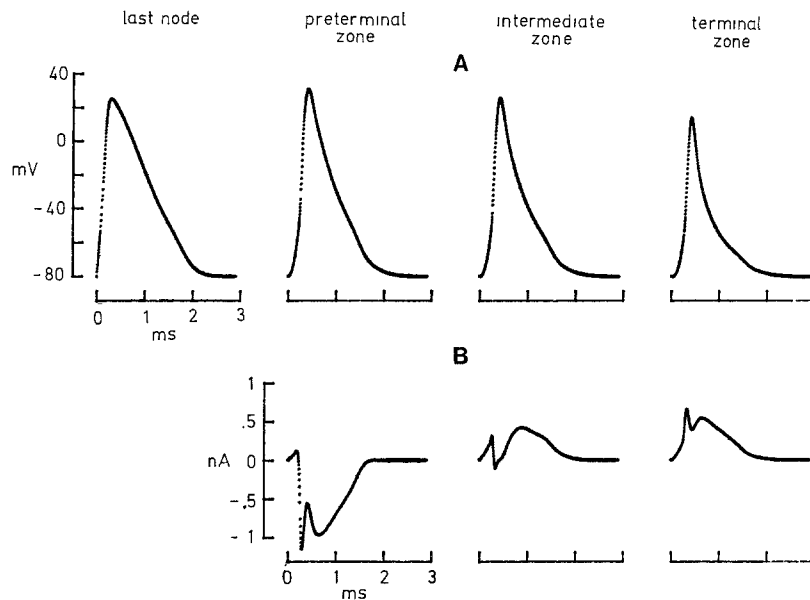 last node
preterminal zone
intermediate zone
terminal zone
A
40
0
mV
-40
-80
0 1 2 3
ms
B
1
.5
nA 0
-.5
-1
0 1 2 3
ms